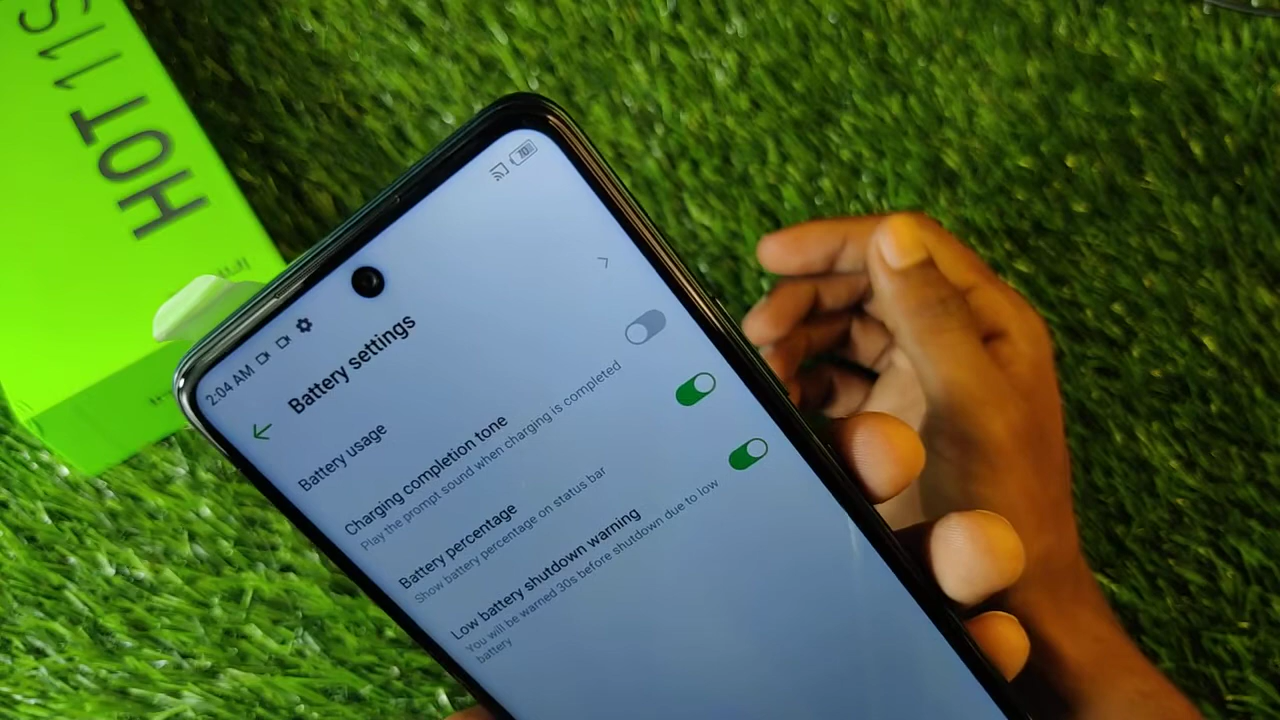 HOT 11S
2:04 AM
70
Battery settings
Battery usage
Charging completion tone
Play the prompt sound when charging is completed
Battery percentage
Show battery percentage on status bar
Low battery shutdown warning
You will be warned 30s before shutdown due to low
battery